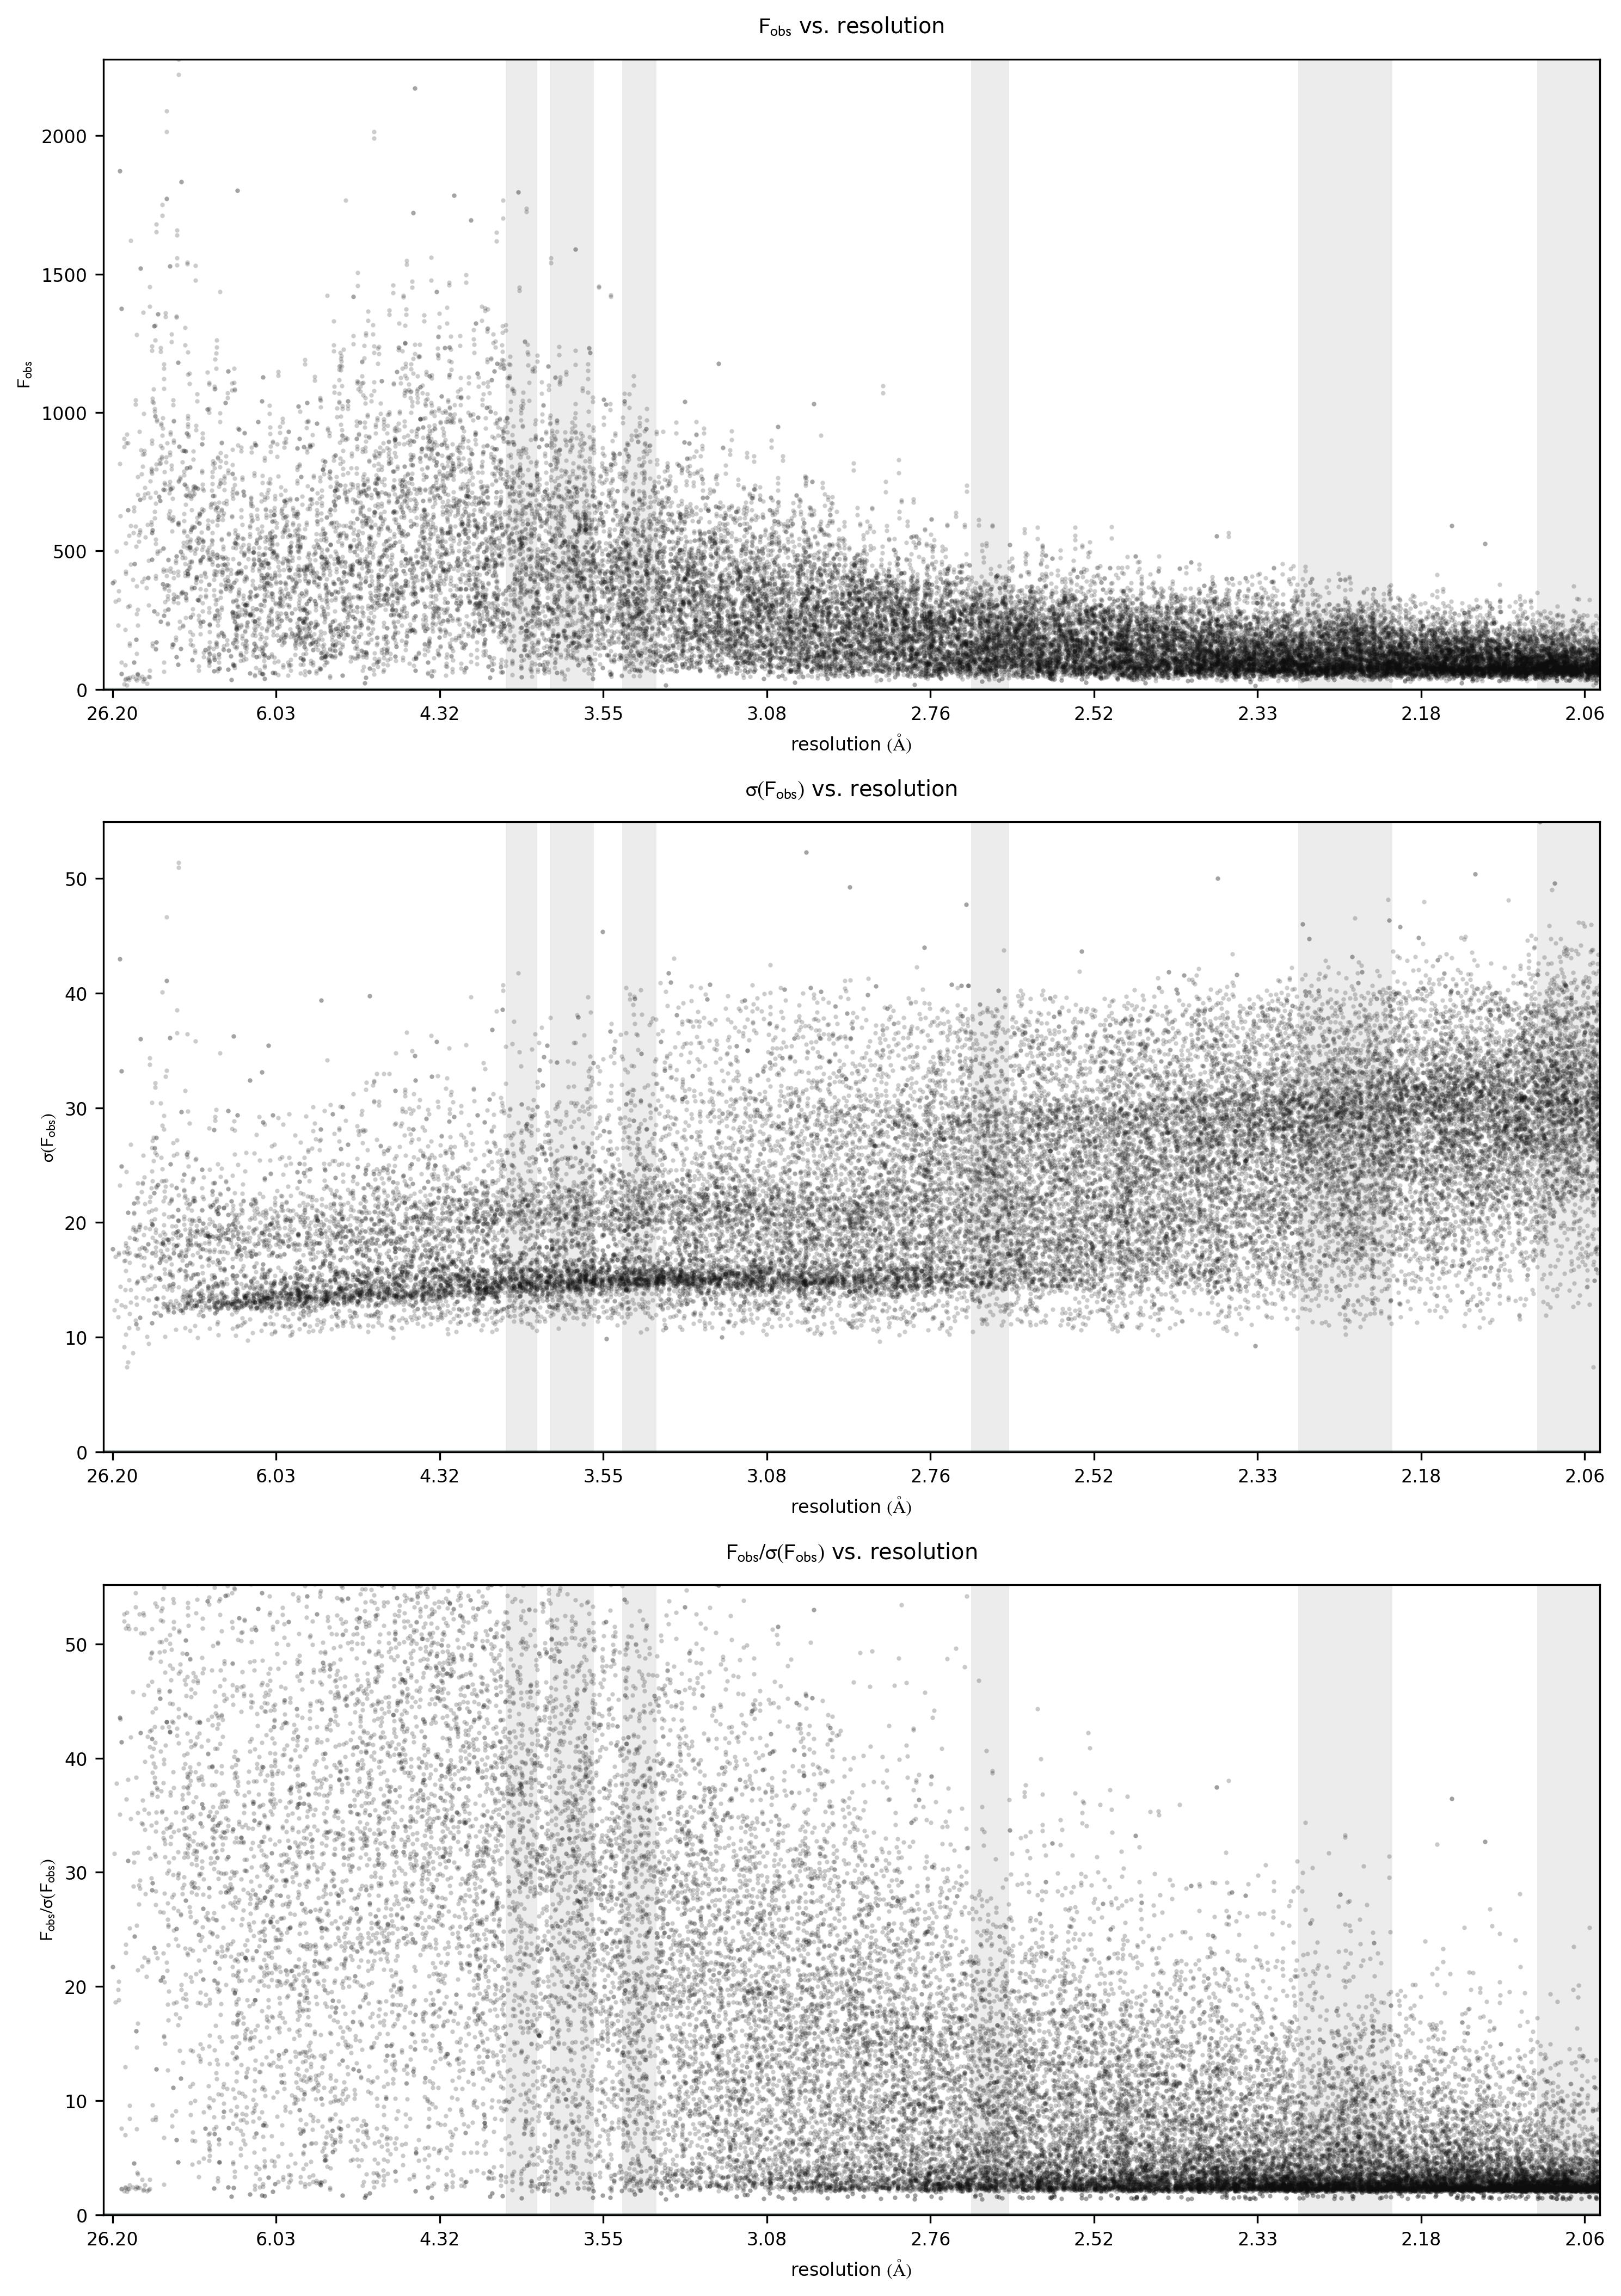 Fobs vs. resolution
2000
1500
1000
500
0
Fobs
26.20 6.03 4.32 3.55 3.08 2.76 2.52 2.33 2.18 2.06
resolution (Å)
σ(Fobs) vs. resolution
50
40
30
20
10
0
σ(Fobs)
26.20 6.03 4.32 3.55 3.08 2.76 2.52 2.33 2.18 2.06
resolution (Å)
Fobs/σ(Fobs) vs. resolution
50
40
30
20
10
0
Fobs/σ(Fobs)
26.20 6.03 4.32 3.55 3.08 2.76 2.52 2.33 2.18 2.06
resolution (Å)